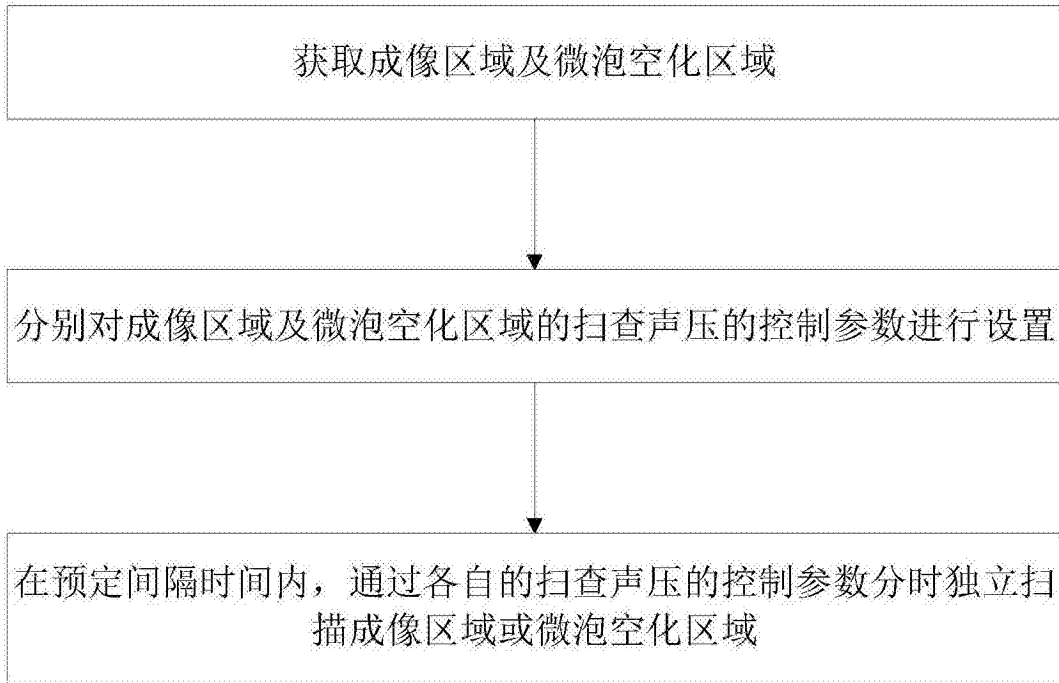 获取成像区域及微泡空化区域
分别对成像区域及微泡空化区域的扫查声压的控制参数进行设置
在预定间隔时间内，通过各自的扫查声压的控制参数分时独立扫
描成像区域或微泡空化区域